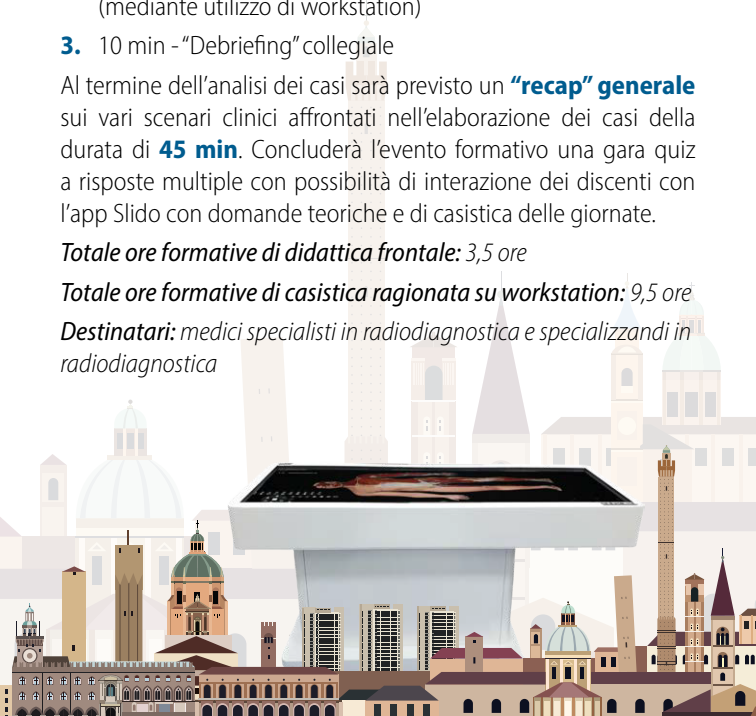 (mediante utilizzo di workstation)
3. 10 min - “Debriefing” collegiale
Al termine dell’analisi dei casi sarà previsto un “recap” generale
sui vari scenari clinici affrontati nell’elaborazione dei casi della
durata di 45 min. Concluderà l’evento formativo una gara quiz
a risposte multiple con possibilità di interazione dei discenti con
l’app Slido con domande teoriche e di casistica delle giornate.
Totale ore formative di didattica frontale: 3,5 ore
Totale ore formative di casistica ragionata su workstation: 9,5 ore
Destinatari: medici specialisti in radiodiagnostica e specializzandi in
radiodiagnostica